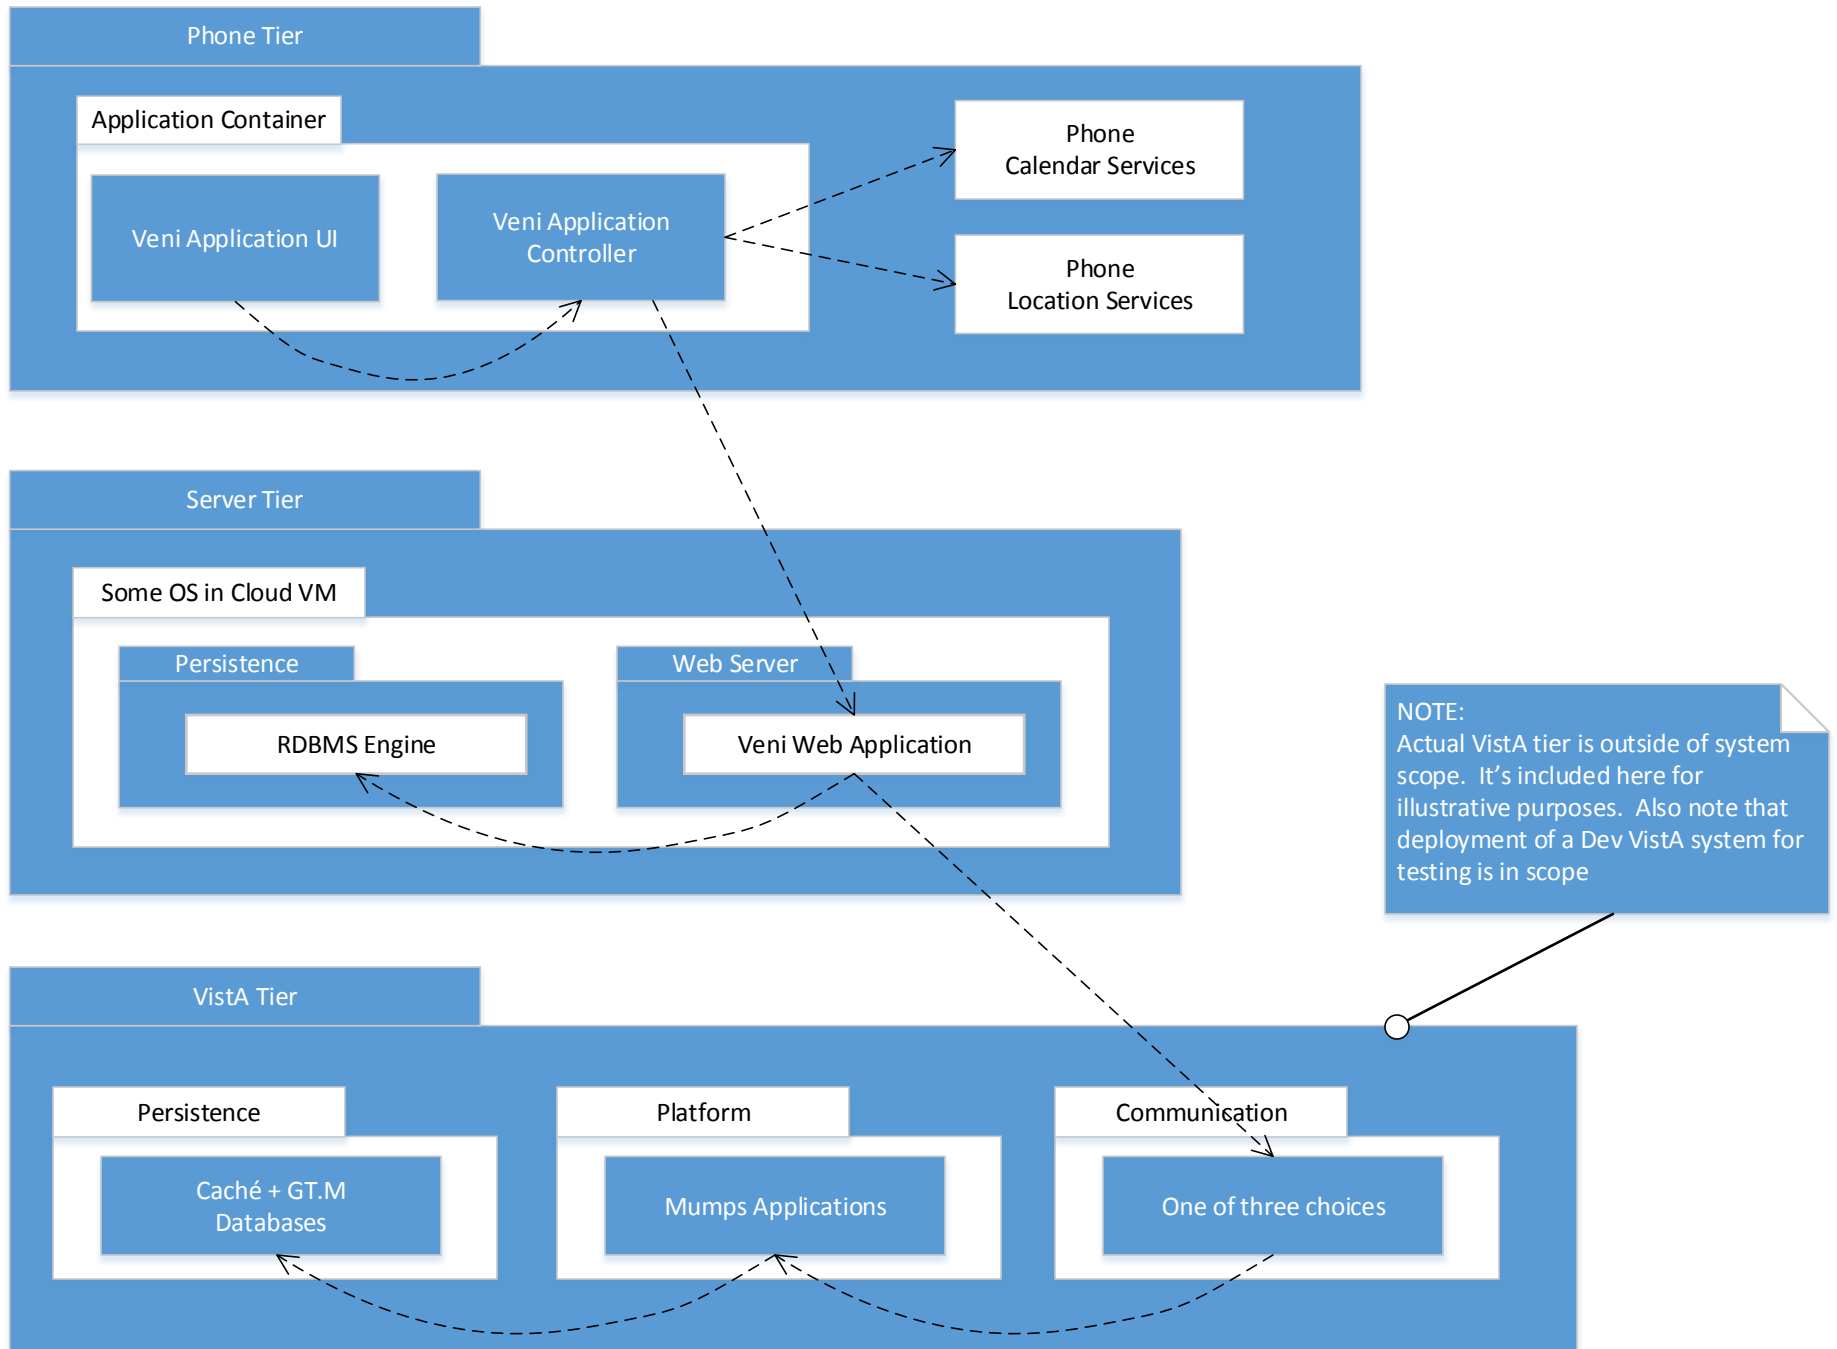 Phone Tier
Application Container
Veni Application UI
Veni Application
Controller
Phone
Calendar Services
Phone
Location Services
Server Tier
Some OS in Cloud VM
Persistence
RDBMS Engine
Web Server
Veni Web Application
NOTE:
Actual VistA tier is outside of system
scope.  It’s included here for
illustrative purposes.  Also note that
deployment of a Dev VistA system for
testing is in scope
VistA Tier
Persistence
Caché + GT.M
Databases
Platform
Mumps Applications
Communication
One of three choices